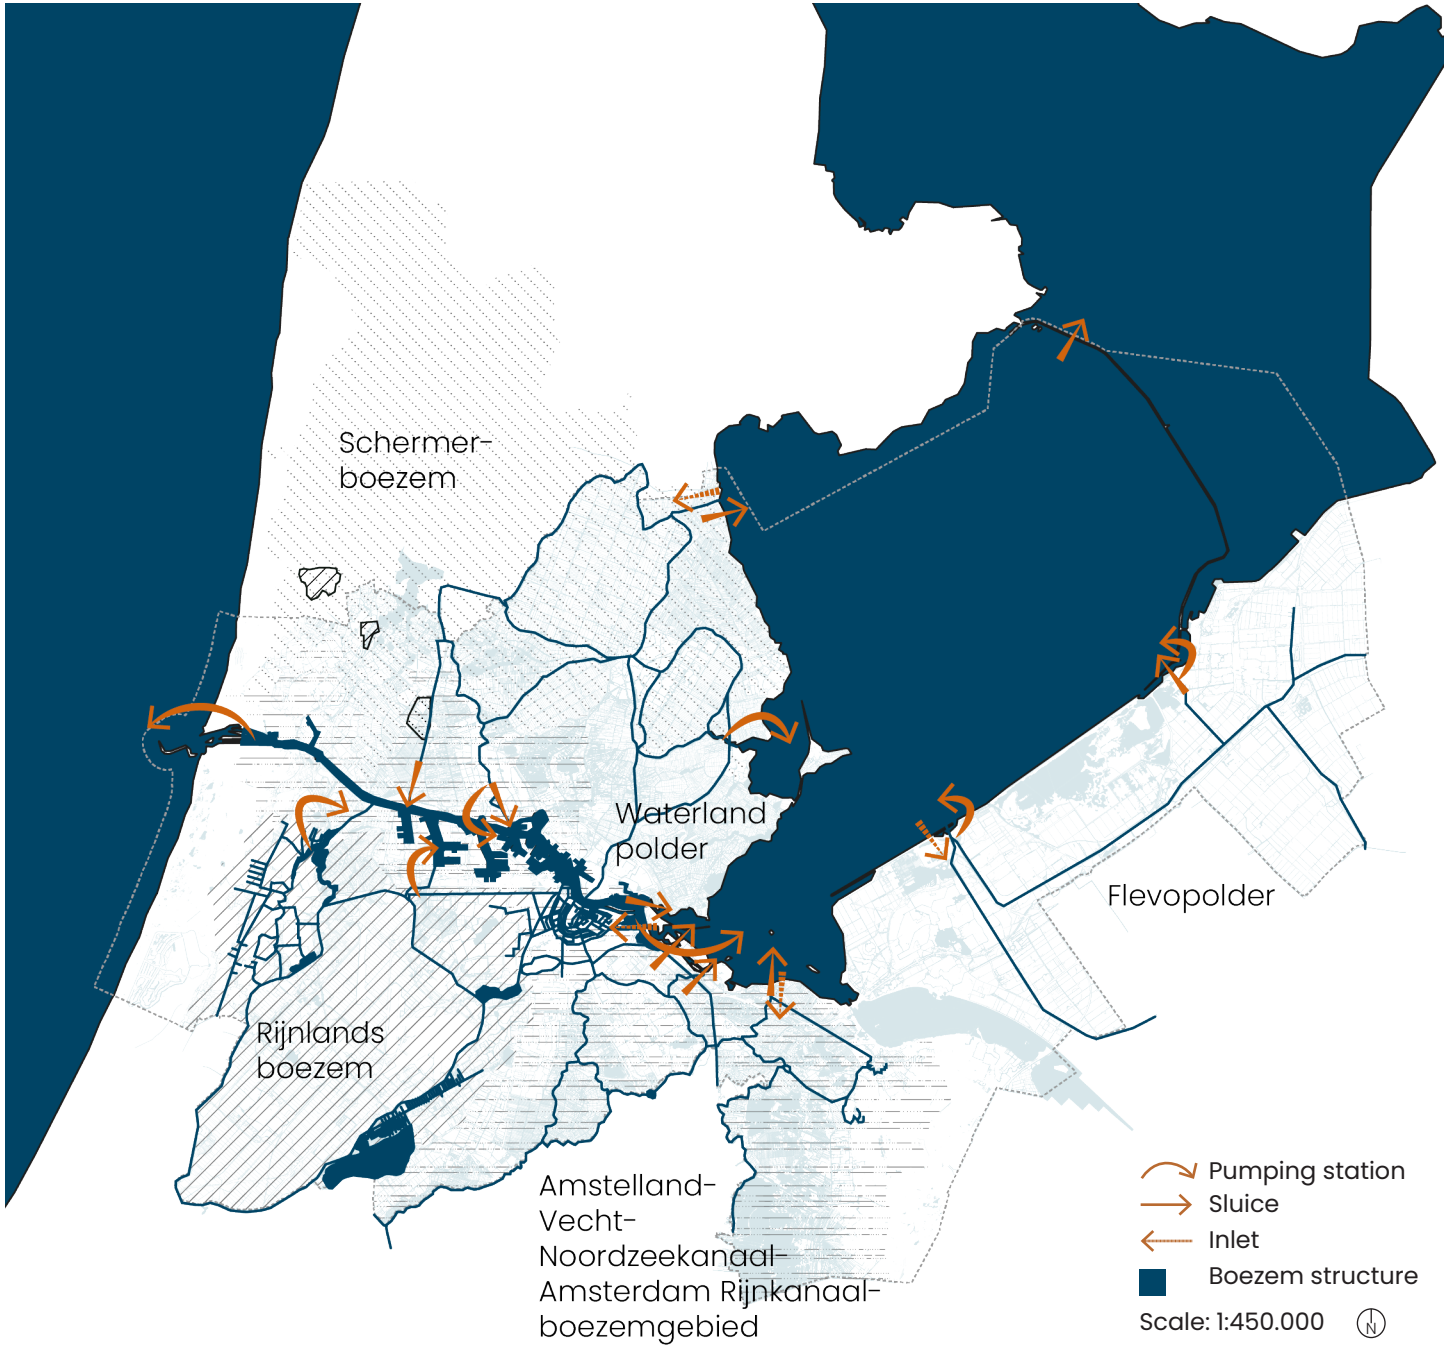 Schermer-
boezem
Waterland
polder
Flevopolder
Rijnlands
boezem
Amstelland-
Vecht-
Noordzeekanaal-
Amsterdam Rijnkanaal-
boezemgebied
Pumping station
Sluice
Inlet
Boezem structure
Scale: 1:450.000
N